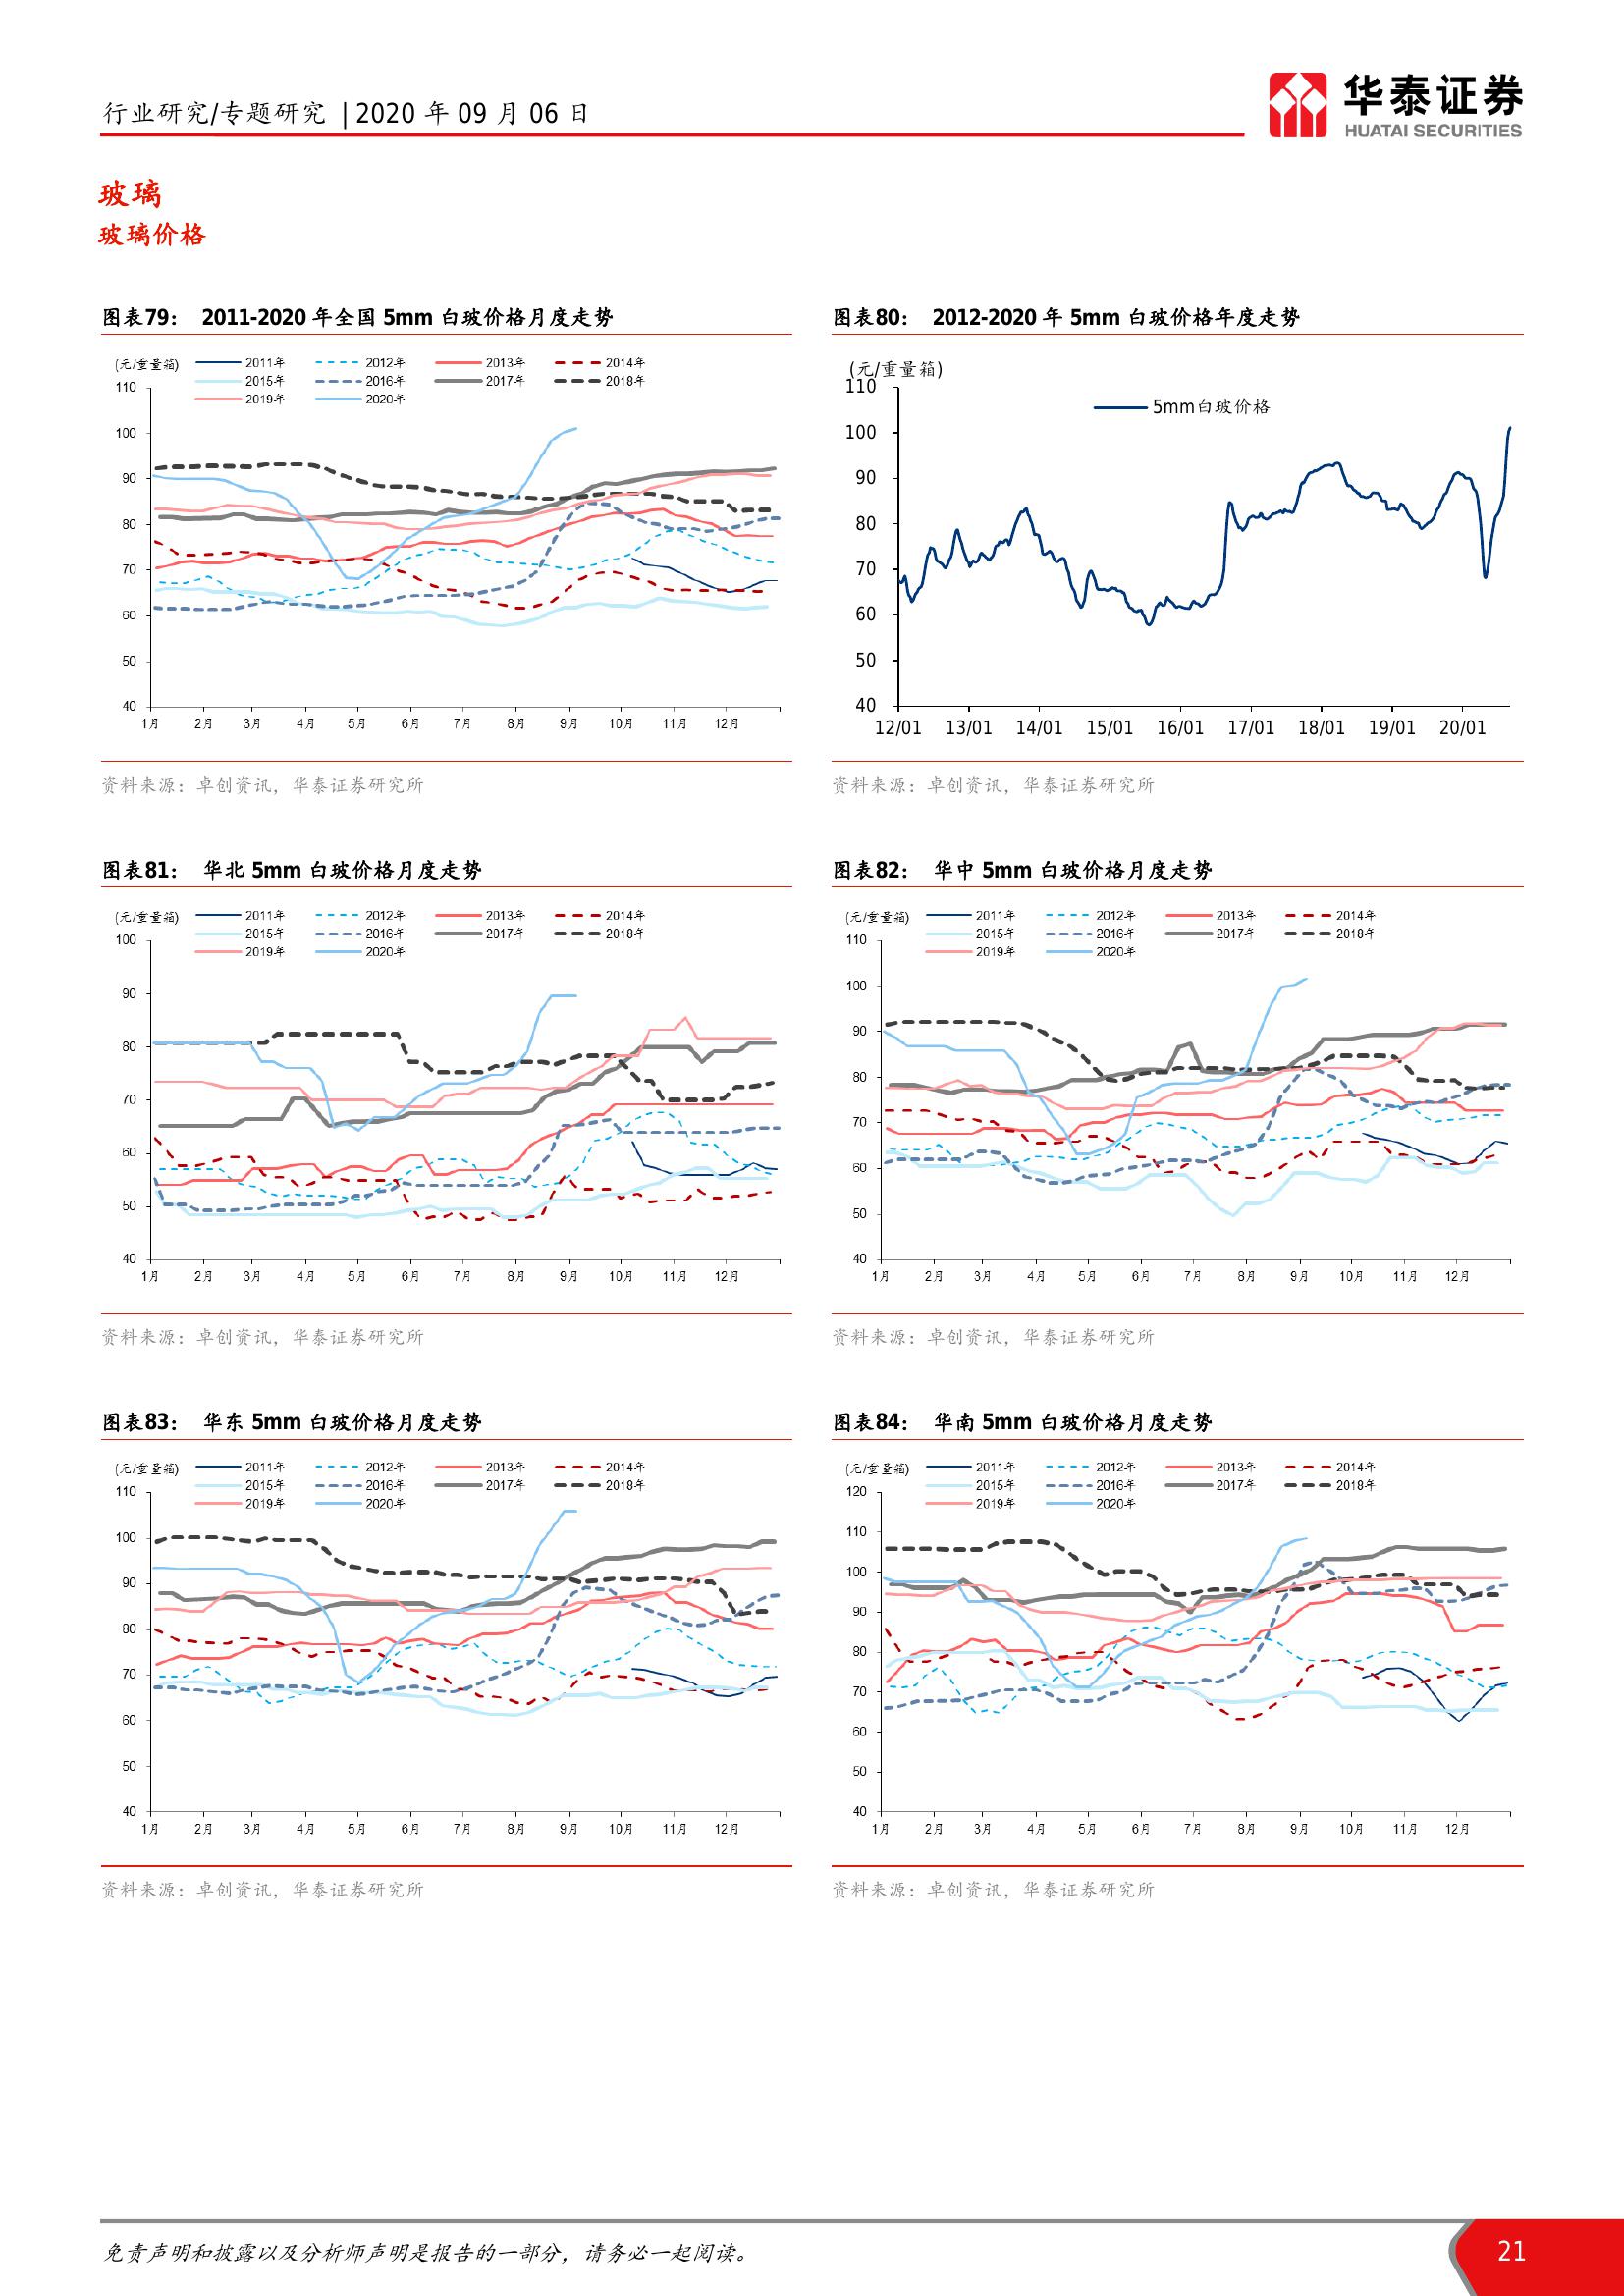 行业研究/专题研究 | 2020 年 09 月 06 日
华泰证券
HUATAI SECURITIES
玻璃
玻璃价格
图表79： 2011-2020 年全国 5mm 白玻价格月度走势
(元/重量箱)
2011年 2012年 2013年 2014年
2015年 2016年 2017年 2018年
2019年 2020年
110
100
90
80
70
60
50
40
1月 2月 3月 4月 5月 6月 7月 8月 9月 10月 11月 12月
资料来源：卓创资讯，华泰证券研究所
图表80： 2012-2020 年 5mm 白玻价格年度走势
(元/重量箱)
5mm白玻价格
110
100
90
80
70
60
50
40
12/01 13/01 14/01 15/01 16/01 17/01 18/01 19/01 20/01
资料来源：卓创资讯，华泰证券研究所
图表81： 华北 5mm 白玻价格月度走势
(元/重量箱)
2011年 2012年 2013年 2014年
2015年 2016年 2017年 2018年
2019年 2020年
100
90
80
70
60
50
40
1月 2月 3月 4月 5月 6月 7月 8月 9月 10月 11月 12月
资料来源：卓创资讯，华泰证券研究所
图表82： 华中 5mm 白玻价格月度走势
(元/重量箱)
2011年 2012年 2013年 2014年
2015年 2016年 2017年 2018年
2019年 2020年
110
100
90
80
70
60
50
40
1月 2月 3月 4月 5月 6月 7月 8月 9月 10月 11月 12月
资料来源：卓创资讯，华泰证券研究所
图表83： 华东 5mm 白玻价格月度走势
(元/重量箱)
2011年 2012年 2013年 2014年
2015年 2016年 2017年 2018年
2019年 2020年
110
100
90
80
70
60
50
40
1月 2月 3月 4月 5月 6月 7月 8月 9月 10月 11月 12月
资料来源：卓创资讯，华泰证券研究所
图表84： 华南 5mm 白玻价格月度走势
(元/重量箱)
2011年 2012年 2013年 2014年
2015年 2016年 2017年 2018年
2019年 2020年
120
110
100
90
80
70
60
50
40
1月 2月 3月 4月 5月 6月 7月 8月 9月 10月 11月 12月
资料来源：卓创资讯，华泰证券研究所
免责声明和披露以及分析师声明是报告的一部分，请务必一起阅读。
21